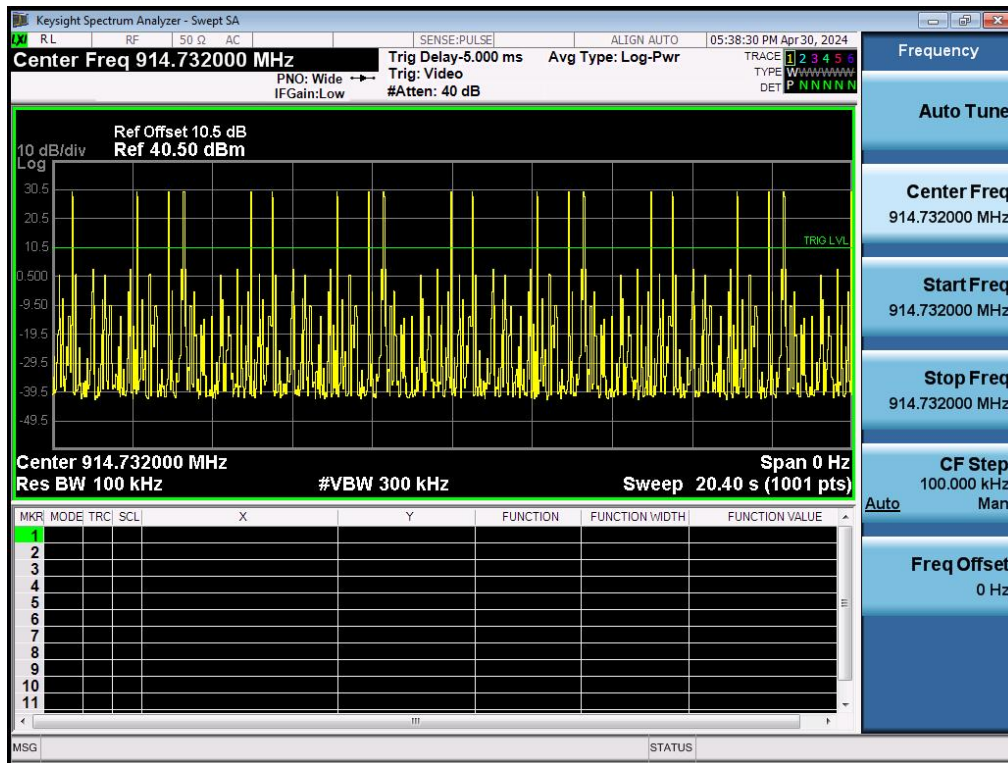 Keysight Spectrum Analyzer - Swept SA
LXI RL RF 50 Ω AC SENSE:PULSE ALIGN AUTO 05:38:30 PM Apr 30, 2024
Center Freq 914.732000 MHz
PNO: Wide
IFGain:Low
Trig Delay-5.000 ms
Trig: Video
#Atten: 40 dB
Avg Type: Log-Pwr
TRACE 1 2 3 4 5 6
TYPE WWWWWW
DET P N N N N N
Frequency
Auto Tune
Center Freq
914.732000 MHz
Start Freq
914.732000 MHz
Stop Freq
914.732000 MHz
CF Step
100.000 kHz
Auto Man
Freq Offset
0 Hz
Ref Offset 10.5 dB
10 dB/div Ref 40.50 dBm
Log
30.5
20.5
10.5
TRIG LVL
0.500
-9.50
-19.5
-29.5
-39.5
-49.5
Center 914.732000 MHz Span 0 Hz
Res BW 100 kHz #VBW 300 kHz Sweep 20.40 s (1001 pts)
MKR MODE TRC SCL X Y FUNCTION FUNCTION WIDTH FUNCTION VALUE
1
2
3
4
5
6
7
8
9
10
11
MSG STATUS